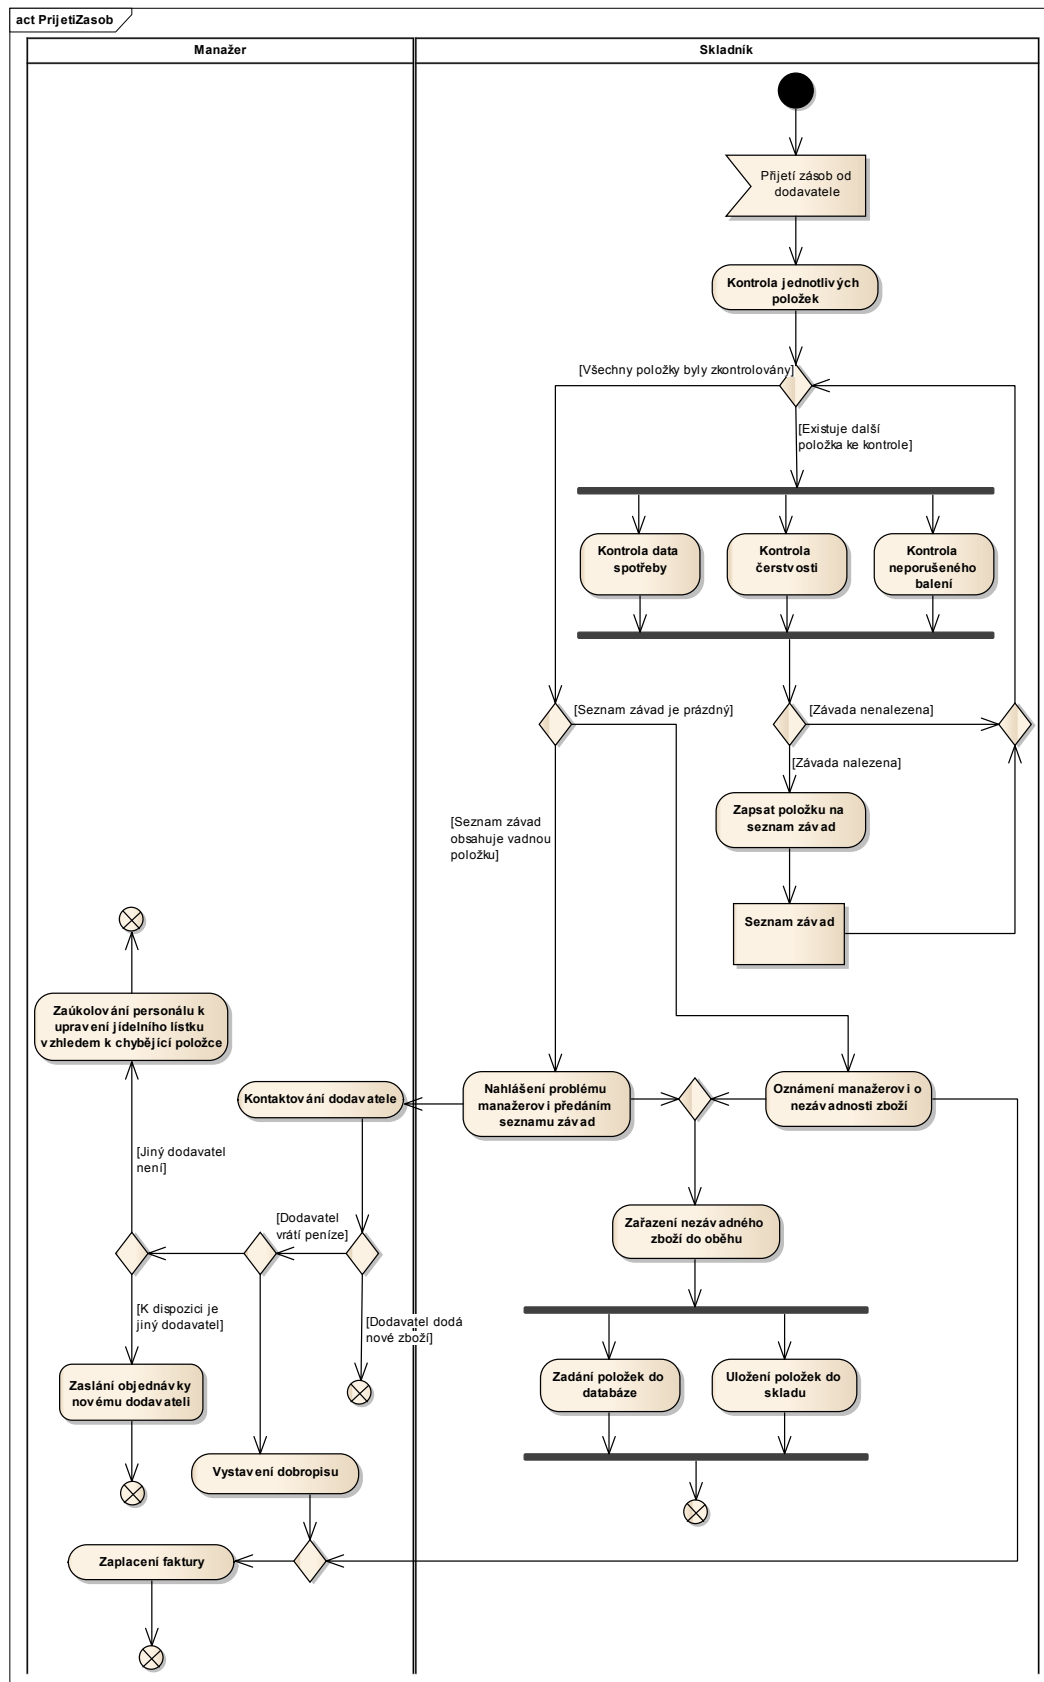 act PrijetiZasob
Manažer
Skladník
Přijetí zásob od
dodavatele
Kontrola jednotlivých
položek
[Všechny položky byly zkontrolovány]
[Existuje další
položka ke kontrole]
Kontrola data
spotřeby
Kontrola
čerstvosti
Kontrola
neporušeného
balení
[Seznam závad je prázdný]
[Závada nenalezena]
[Závada nalezena]
Zapsat položku na
seznam závad
[Seznam závad
obsahuje vadnou
položku]
Seznam závad
Zaúkolování personálu k
upravení jídelního lístku
vzhledem k chybějící položce
Kontaktování dodavatele
Nahlášení problému
manažerovi předáním
seznamu závad
Oznámení manažerovi o
nezávadnosti zboží
[Jiný dodavatel
není]
[Dodavatel
vrátí peníze]
Zařazení nezávadného
zboží do oběhu
[K dispozici je
jiný dodavatel]
[Dodavatel dodá
nové zboží]
Zaslání objednávky
novému dodavateli
Zadání položek do
databáze
Uložení položek do
skladu
Vystavení dobropisu
Zaplacení faktury